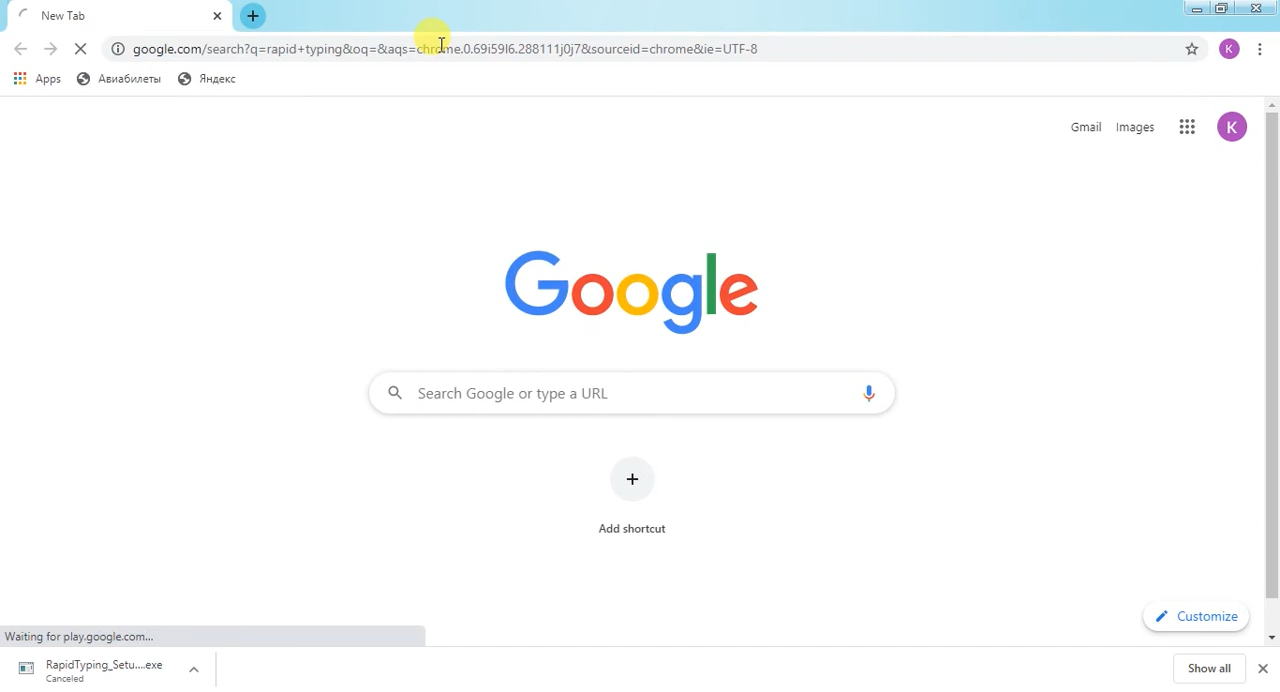 New Tab
google.com/search?q=rapid+typing&oq=&aqs=chrome.0.69i59l6.288111j0j7&sourceid=chrome&ie=UTF-8
K
Apps
Авиабилеты
Яндекс
Gmail
Images
K
Google
Search Google or type a URL
Add shortcut
Customize
Waiting for play.google.com...
RapidTyping_Setu....exe
Canceled
Show all